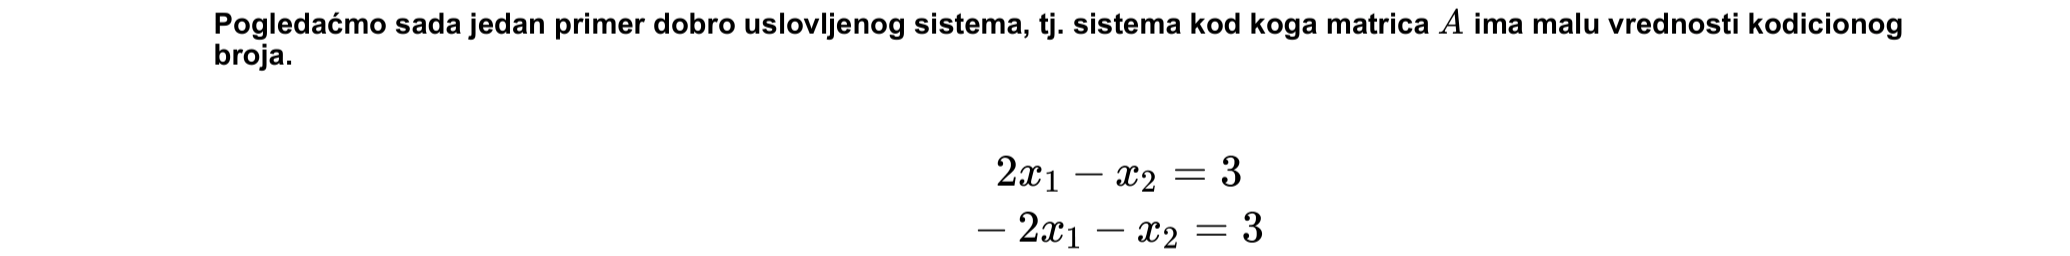 Pogledaćmo sada jedan primer dobro uslovljenog sistema, tj. sistema kod koga matrica A ima malu vrednosti kodicionog
broja.
2x₁ − x₂ = 3
− 2x₁ − x₂ = 3